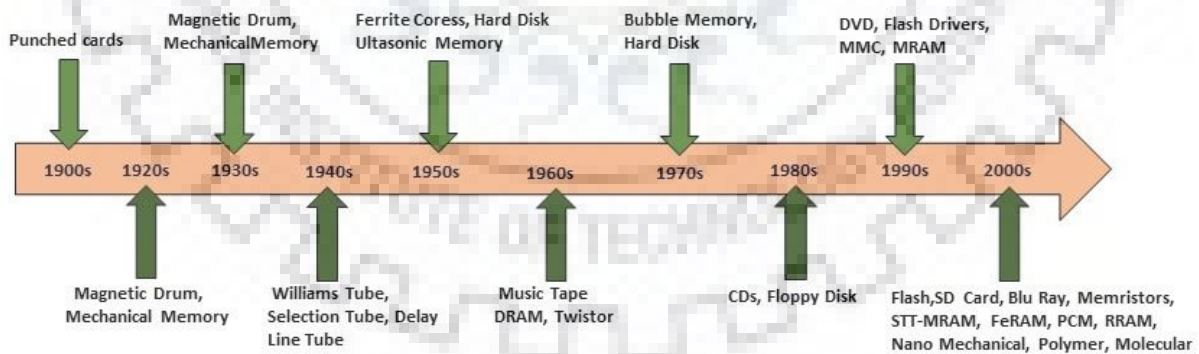 Punched cards
Magnetic Drum,
MechanicalMemory
Ferrite Coress, Hard Disk
Ultasonic Memory
Bubble Memory,
Hard Disk
DVD, Flash Drivers,
MMC, MRAM
1900s 1920s 1930s 1940s 1950s 1960s 1970s 1980s 1990s 2000s
Magnetic Drum,
Mechanical Memory
Williams Tube,
Selection Tube, Delay
Line Tube
Music Tape
DRAM, Twistor
CDs, Floppy Disk
Flash,SD Card, Blu Ray, Memristors,
STT-MRAM, FeRAM, PCM, RRAM,
Nano Mechanical, Polymer, Molecular